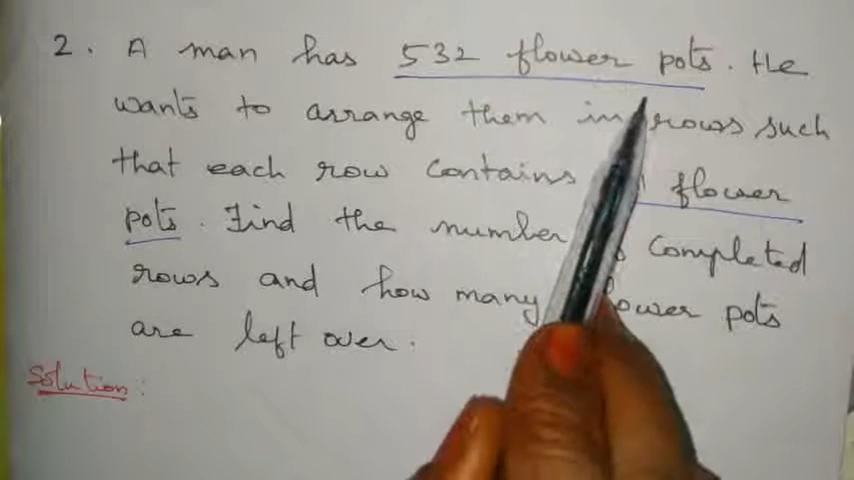 2. A man has 532 flower pots. He
wants to arrange them in rows such
that each row contains flower
pots. Find the number completed
rows and how many flower pots
are left over.
Solution: